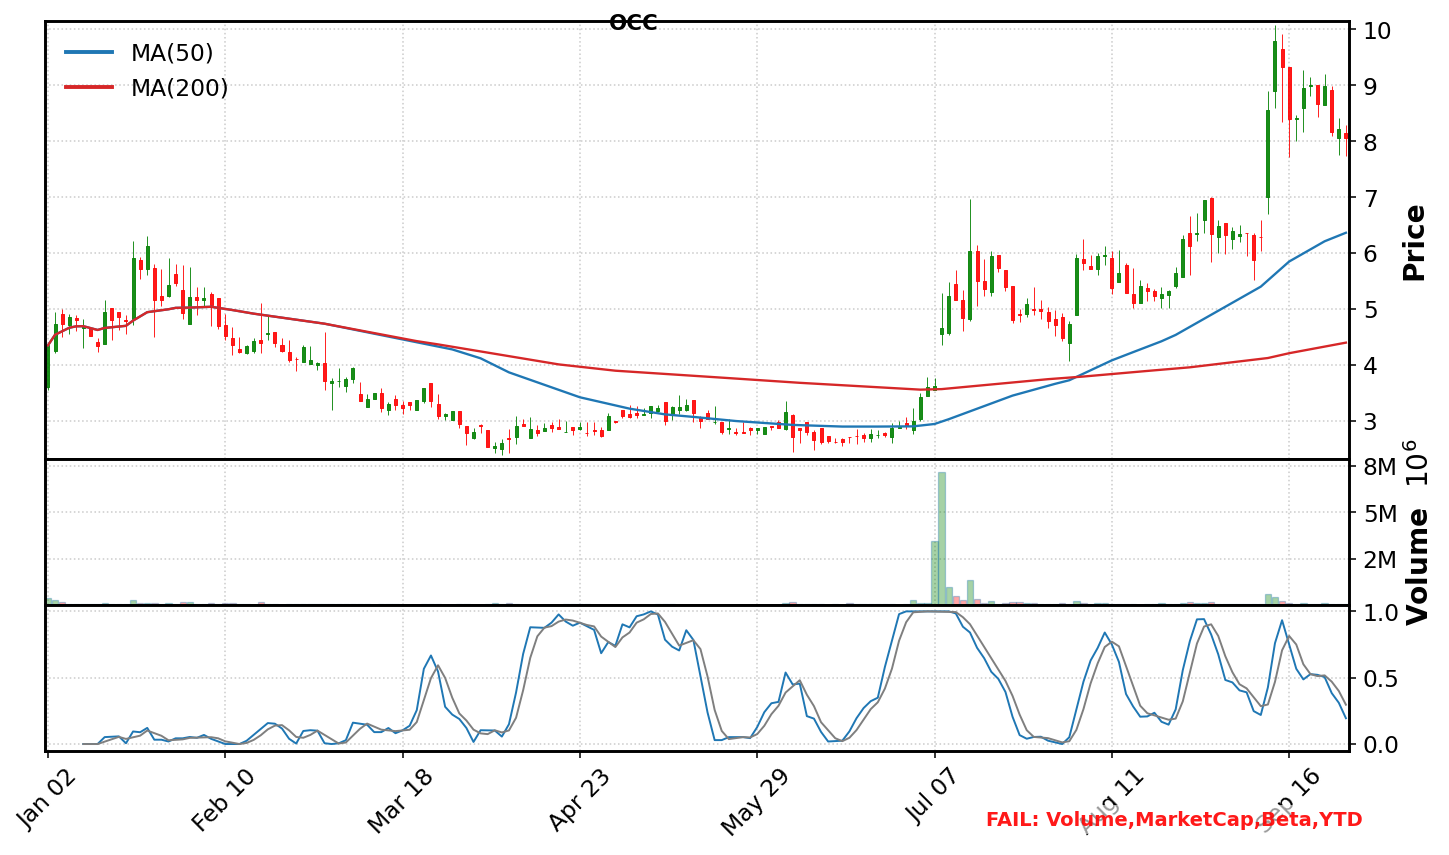 OCC
MA(50)
MA(200)
10
9
8
7
6
5
4
3
Price
8M
5M
2M
Volume 10^6
1.0
0.5
0.0
Jan 02
Feb 10
Mar 18
Apr 23
May 29
Jul 07
Aug 11
Sep 16
FAIL: Volume,MarketCap,Beta,YTD